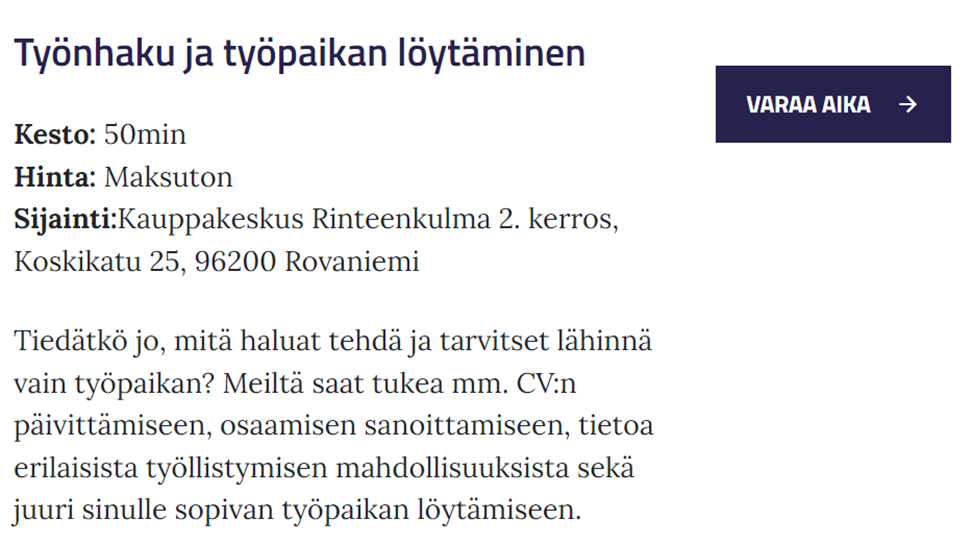 Työnhaku ja työpaikan löytäminen
VARAA AIKA →
Kesto: 50min
Hinta: Maksuton
Sijainti:Kauppakeskus Rinteenkulma 2. kerros,
Koskikatu 25, 96200 Rovaniemi
Tiedätkö jo, mitä haluat tehdä ja tarvitset lähinnä
vain työpaikan? Meiltä saat tukea mm. CV:n
päivittämiseen, osaamisen sanoittamiseen, tietoa
erilaisista työllistymisen mahdollisuuksista sekä
juuri sinulle sopivan työpaikan löytämiseen.